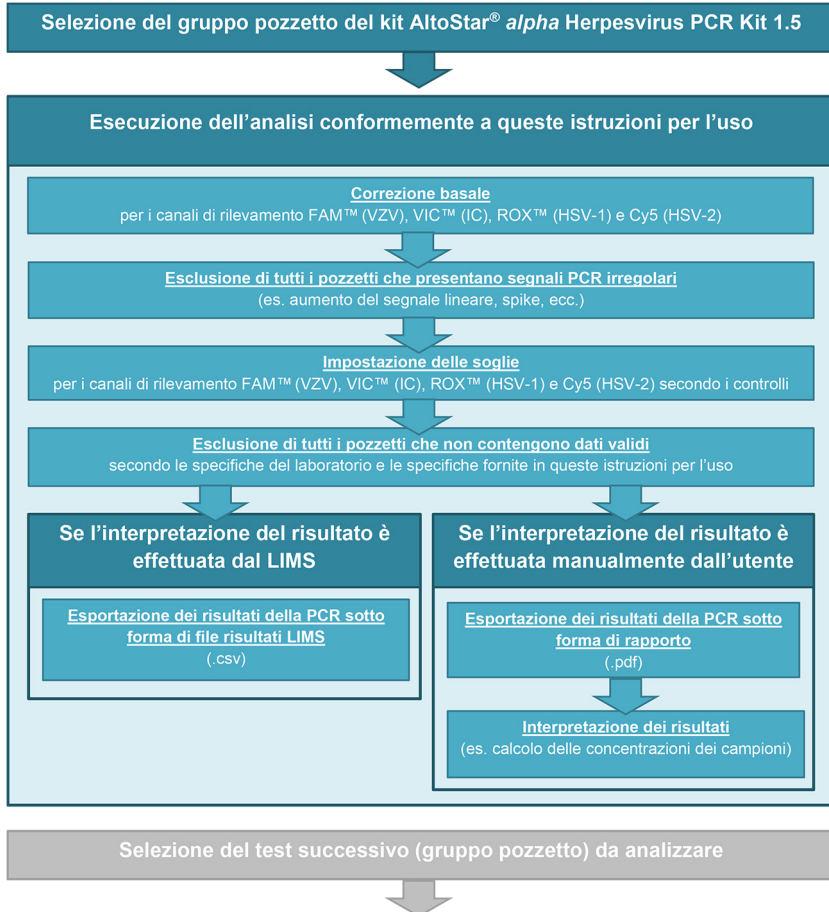 Selezione del gruppo pozzetto del kit AltoStar® alpha Herpesvirus PCR Kit 1.5
Esecuzione dell’analisi conformemente a queste istruzioni per l’uso
Correzione basale
per i canali di rilevamento FAM™ (VZV), VIC™ (IC), ROX™ (HSV-1) e Cy5 (HSV-2)
Esclusione di tutti i pozzetti che presentano segnali PCR irregolari
(es. aumento del segnale lineare, spike, ecc.)
Impostazione delle soglie
per i canali di rilevamento FAM™ (VZV), VIC™ (IC), ROX™ (HSV-1) e Cy5 (HSV-2) secondo i controlli
Esclusione di tutti i pozzetti che non contengono dati validi
secondo le specifiche del laboratorio e le specifiche fornite in queste istruzioni per l’uso
Se l’interpretazione del risultato è
effettuata dal LIMS
Esportazione dei risultati della PCR sotto
forma di file risultati LIMS
(.csv)
Se l’interpretazione del risultato è
effettuata manualmente dall’utente
Esportazione dei risultati della PCR sotto
forma di rapporto
(.pdf)
Interpretazione dei risultati
(es. calcolo delle concentrazioni dei campioni)
Selezione del test successivo (gruppo pozzetto) da analizzare